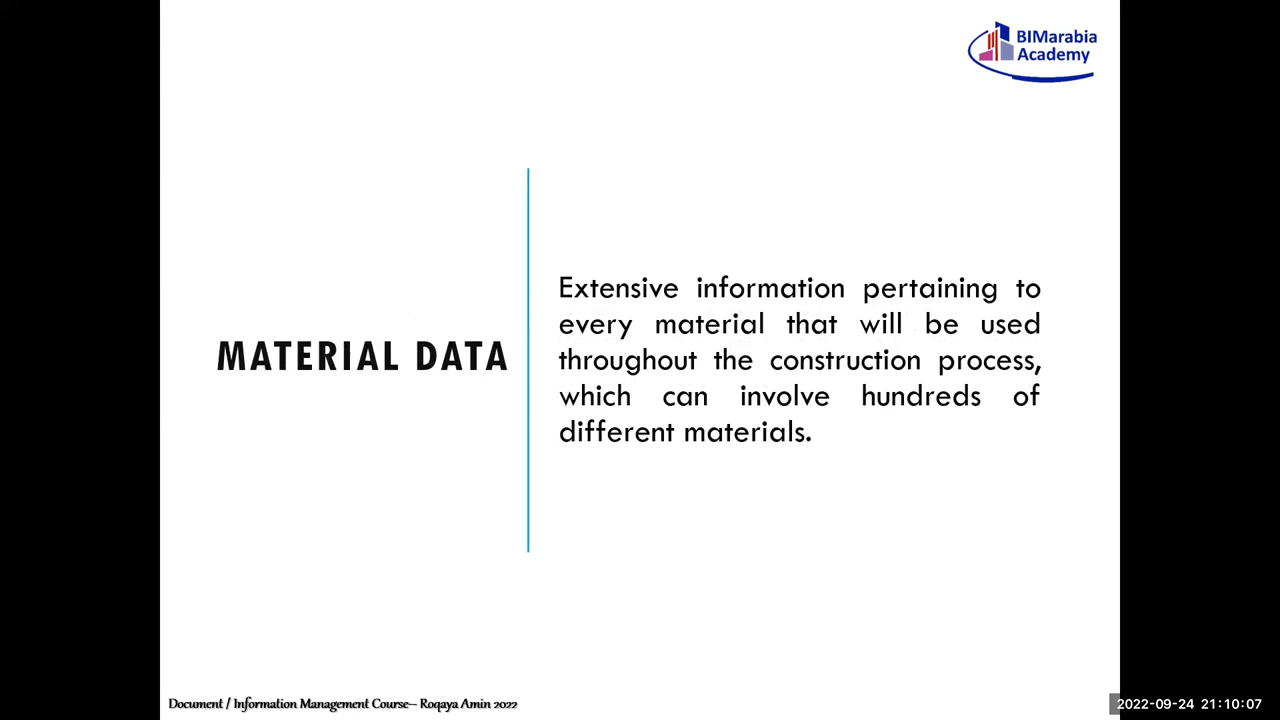 BIMarabia
Academy
MATERIAL DATA
Extensive information pertaining to
every material that will be used
throughout the construction process,
which can involve hundreds of
different materials.
Document / Information Management Course– Roqaya Amin 2022
2022-09-24 21:10:07